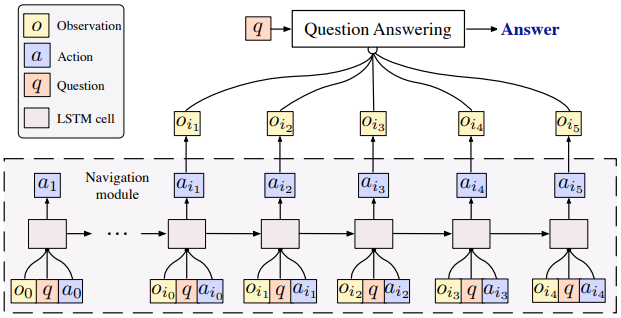 o Observation
a Action
q Question
LSTM cell
q Question Answering Answer
o_{i_1} o_{i_2} o_{i_3} o_{i_4} o_{i_5}
Navigation
module
a_1 a_{i_1} a_{i_2} a_{i_3} a_{i_4} a_{i_5}
...
o_0 q a_0 o_{i_0} q a_{i_0} o_{i_1} q a_{i_1} o_{i_2} q a_{i_2} o_{i_3} q a_{i_3} o_{i_4} q a_{i_4}